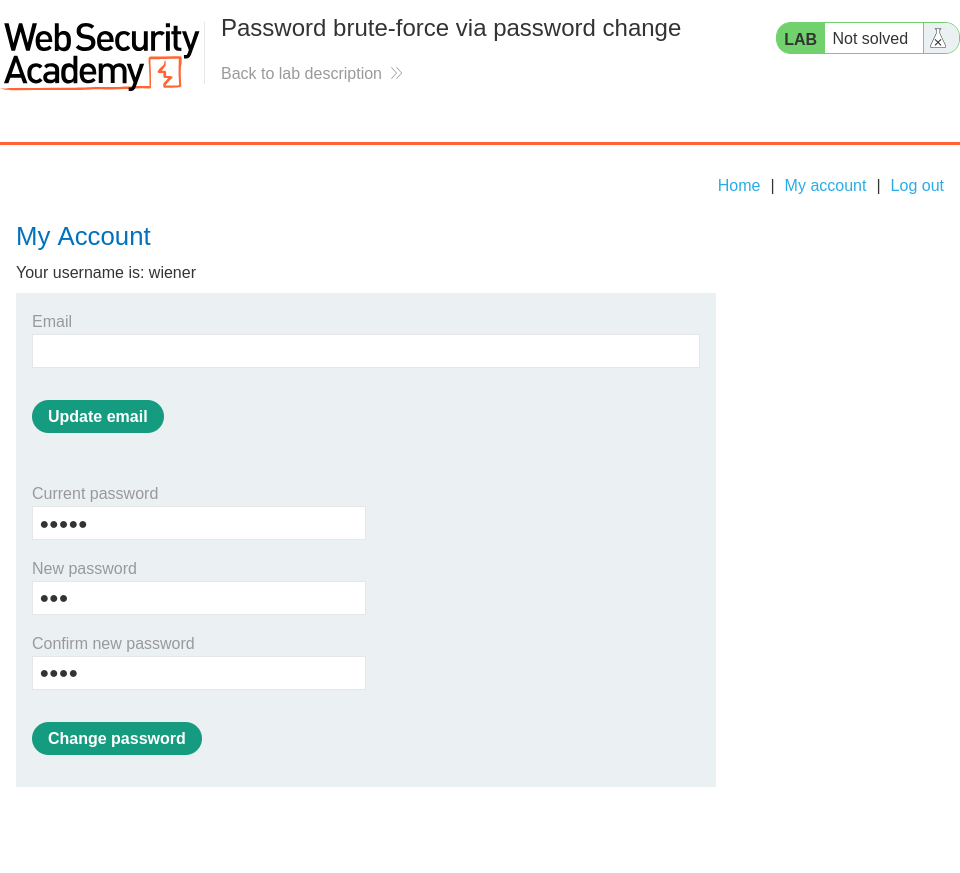 Web Security
Academy
Password brute-force via password change
Back to lab description
LAB
Not solved
Home | My account | Log out
My Account
Your username is: wiener
Email
Update email
Current password
●●●●●
New password
●●●
Confirm new password
●●●●
Change password